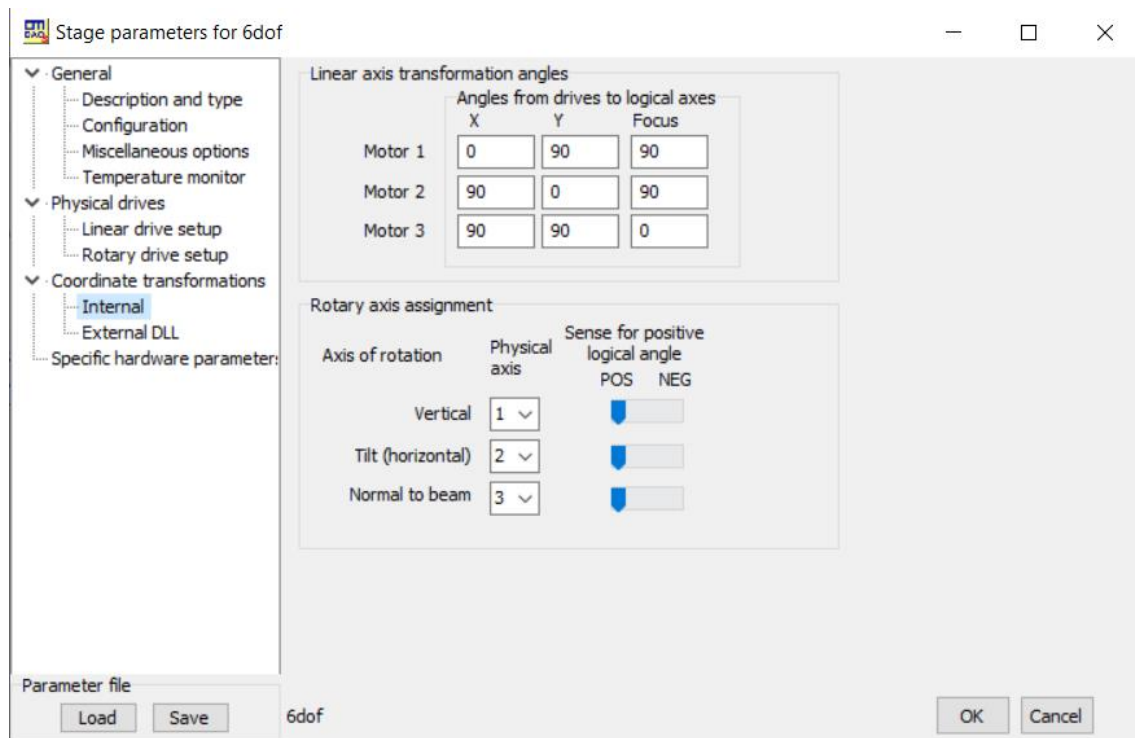 OM
DAQ
Stage parameters for 6dof
General
Description and type
Configuration
Miscellaneous options
Temperature monitor
Physical drives
Linear drive setup
Rotary drive setup
Coordinate transformations
Internal
External DLL
Specific hardware parameter:
Parameter file
Load Save
Linear axis transformation angles
Angles from drives to logical axes
X Y Focus
Motor 1 0 90 90
Motor 2 90 0 90
Motor 3 90 90 0
Rotary axis assignment
Axis of rotation
Physical
axis
Sense for positive
logical angle
POS NEG
Vertical 1
Tilt (horizontal) 2
Normal to beam 3
6dof
OK Cancel